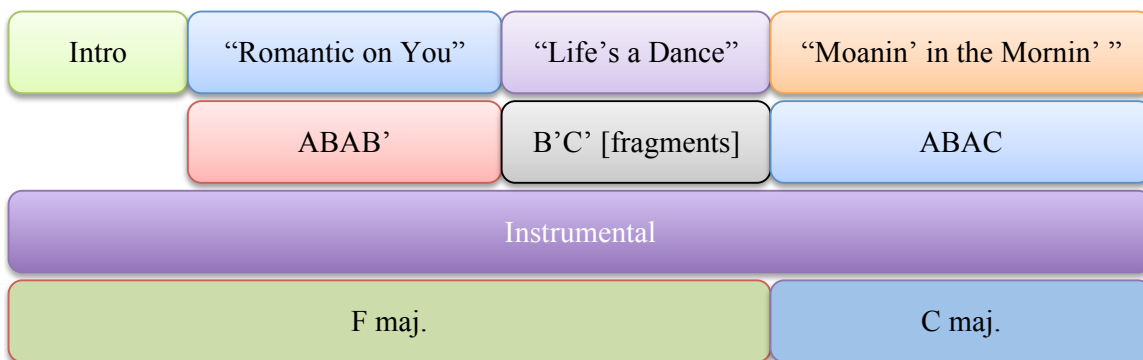 Intro
“Romantic on You”
“Life’s a Dance”
“Moanin’ in the Mornin’ ”
ABAB’
B’C’ [fragments]
ABAC
Instrumental
F maj.
C maj.